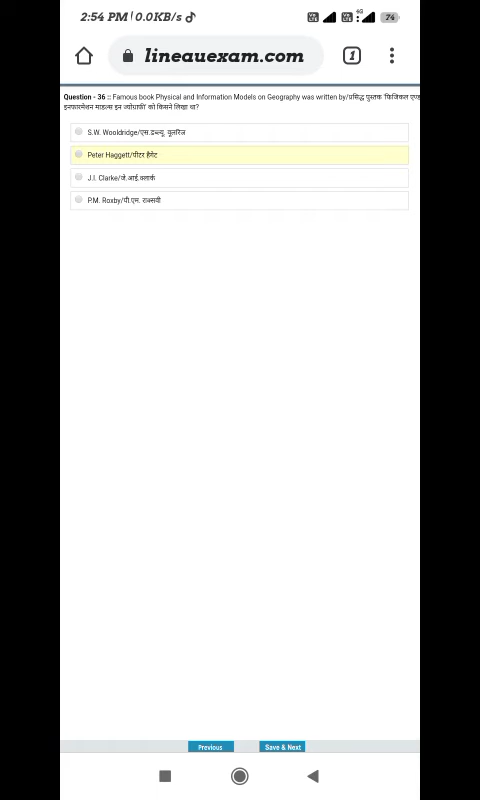 2:54 PM | 0.0KB/s
74
4G
lineauexam.com
1
Question - 36 :: Famous book Physical and Information Models on Geography was written by/प्रसिद्ध पुस्तक 'फिजिकल एण्ड
इनफारमेशन माडल्स इन ज्योग्राफी' को किसने लिखा था?
S.W. Wooldridge/एस.डब्ल्यू. वूलरिज
Peter Haggett/पीटर हैगेट
J.I. Clarke/जे.आई.क्लार्क
P.M. Roxby/पी.एम. राक्सवी
Previous
Save & Next